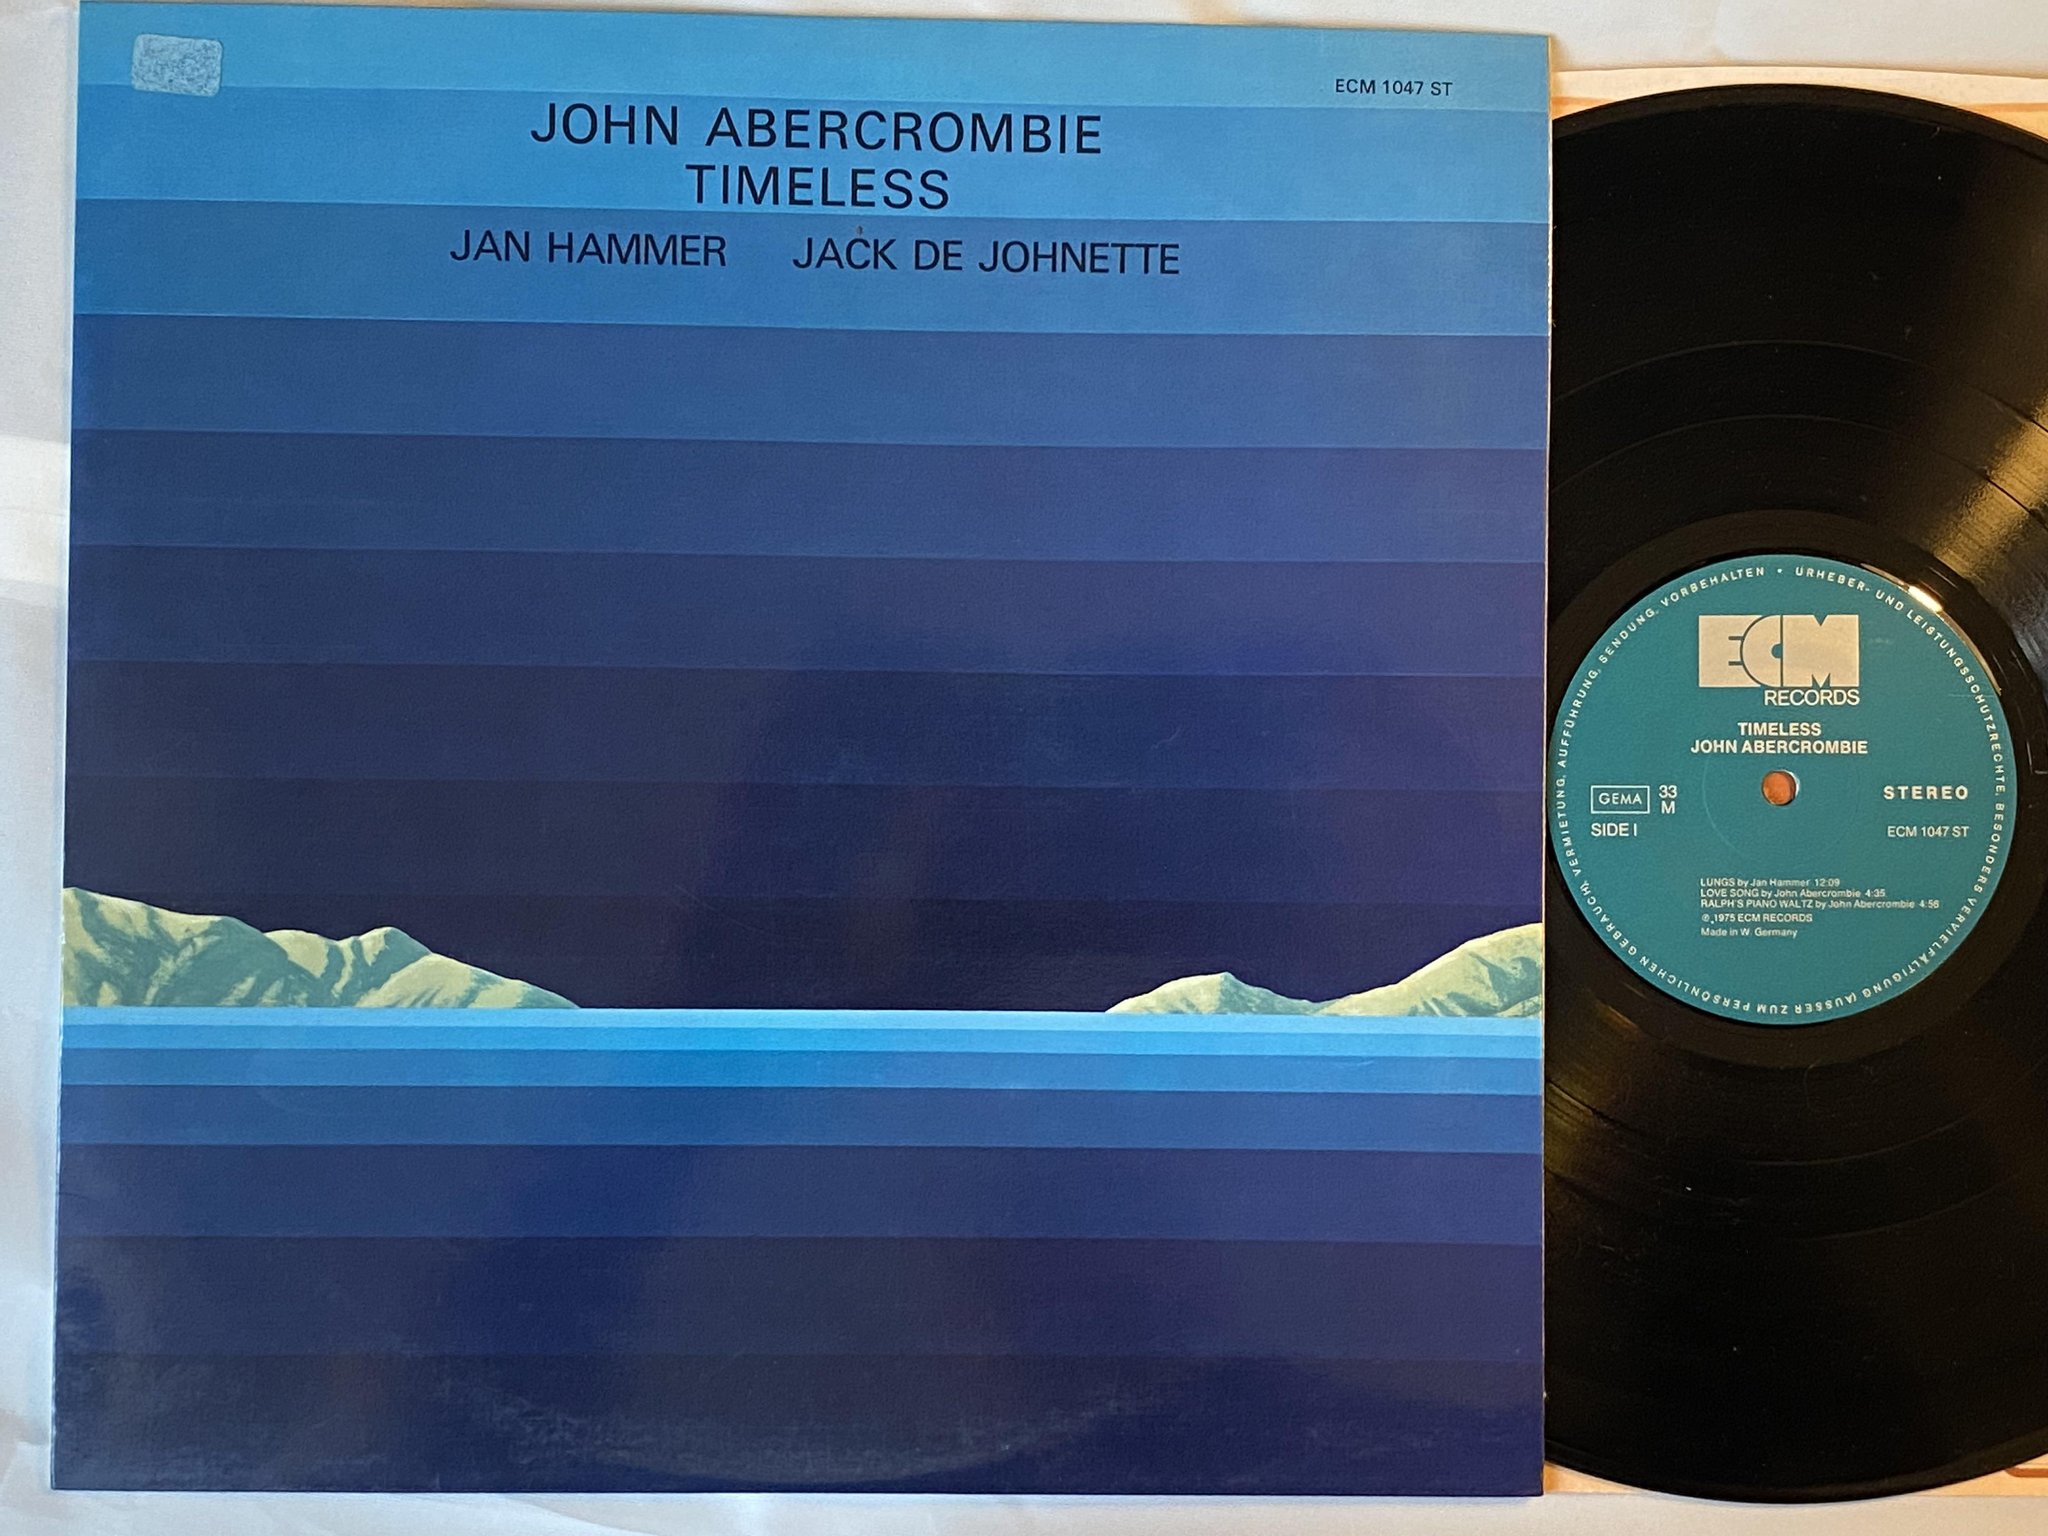 ECM 1047 ST
JOHN ABERCROMBIE
TIMELESS
JAN HAMMER JACK DE JOHNETTE
URHEBER- UND LEISTUNGSSCHUTZRECHTE, BESONDERS VERVIELFÄLTIGUNG (AUSSER ZUM PERSÖNLICHEN GEBRAUCH), VERMIETUNG, AUFFÜHRUNG, SENDUNG, VORBEHALTEN •
ECM
RECORDS
TIMELESS
JOHN ABERCROMBIE
GEMA 33 STEREO
M
SIDE I ECM 1047 ST
LUNGS by Jan Hammer 12:09
LOVE SONG by John Abercrombie 4:35
RALPH'S PIANO WALTZ by John Abercrombie 4:56
℗ 1975 ECM RECORDS
Made in W. Germany